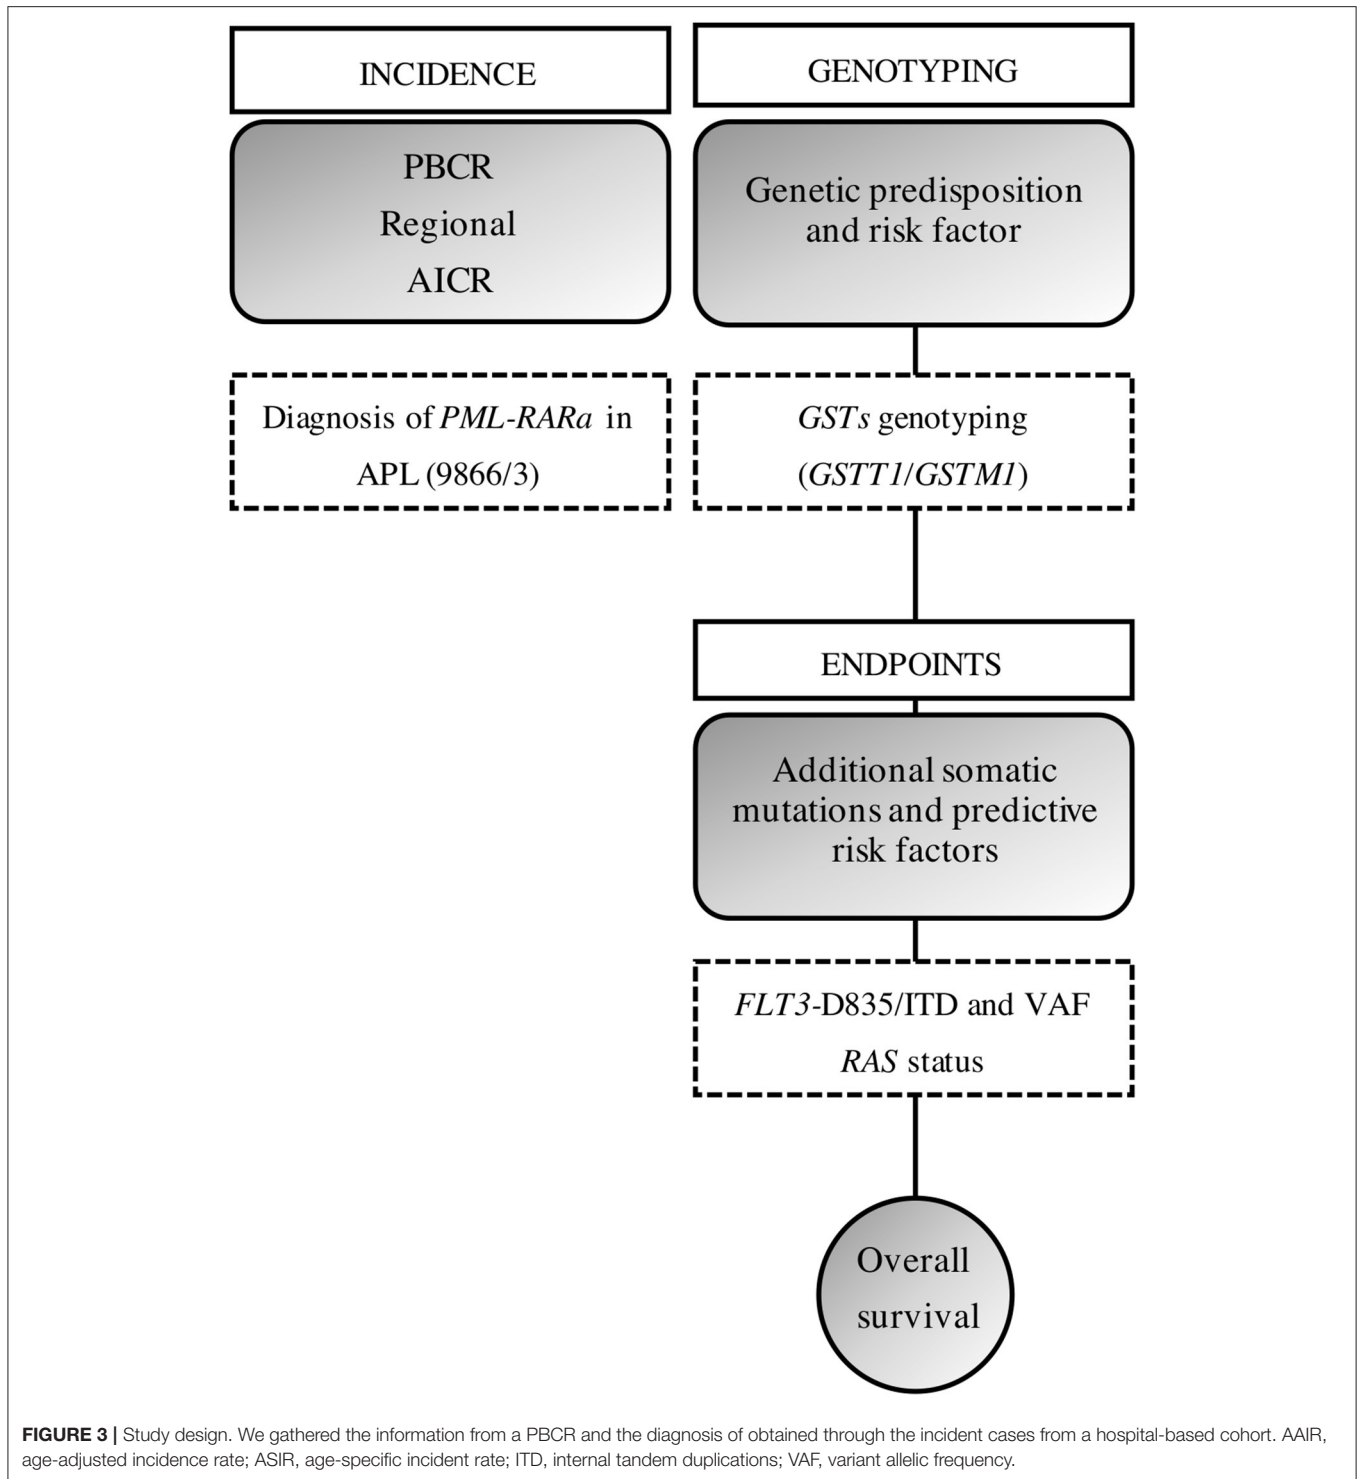 INCIDENCE
PBCR
Regional
AICR
Diagnosis of PML-RARa in
APL (9866/3)
GENOTYPING
Genetic predisposition
and risk factor
GSTs genotyping
(GSTT1/GSTM1)
ENDPOINTS
Additional somatic
mutations and predictive
risk factors
FLT3-D835/ITD and VAF
RAS status
Overall
survival
FIGURE 3 | Study design. We gathered the information from a PBCR and the diagnosis of obtained through the incident cases from a hospital-based cohort. AAIR,
age-adjusted incidence rate; ASIR, age-specific incident rate; ITD, internal tandem duplications; VAF, variant allelic frequency.